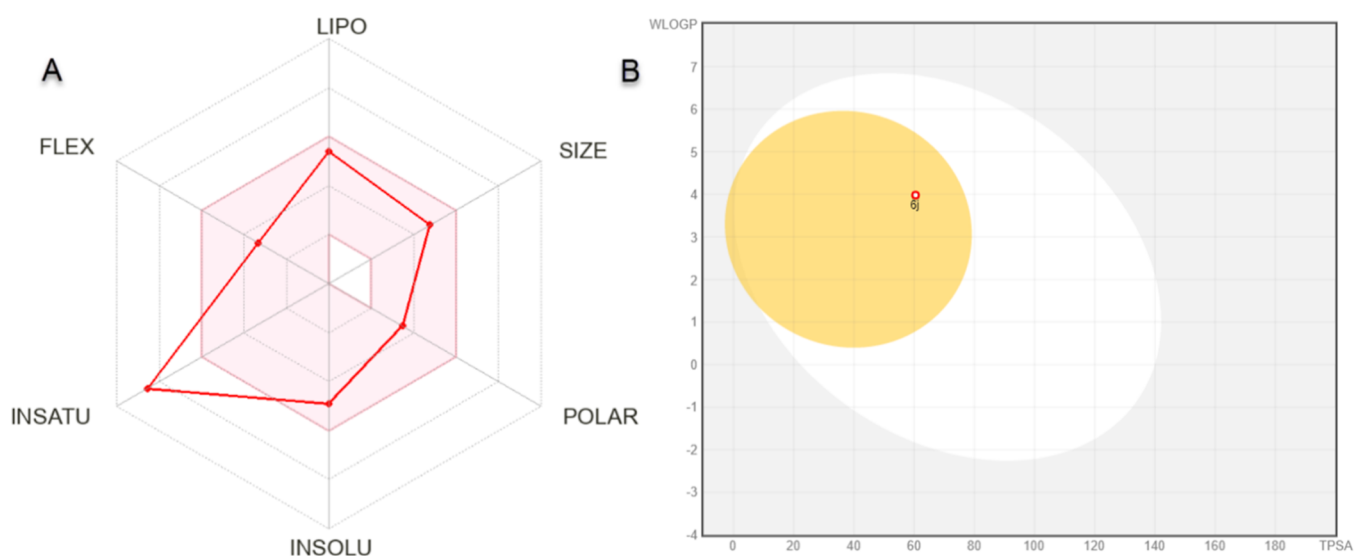 A
LIPO
FLEX
SIZE
INSATU
POLAR
INSOLU
B
WLOGP
7
6
5
4
3
2
1
0
-1
-2
-3
-4
6j
0 20 40 60 80 100 120 140 160 180 TPSA